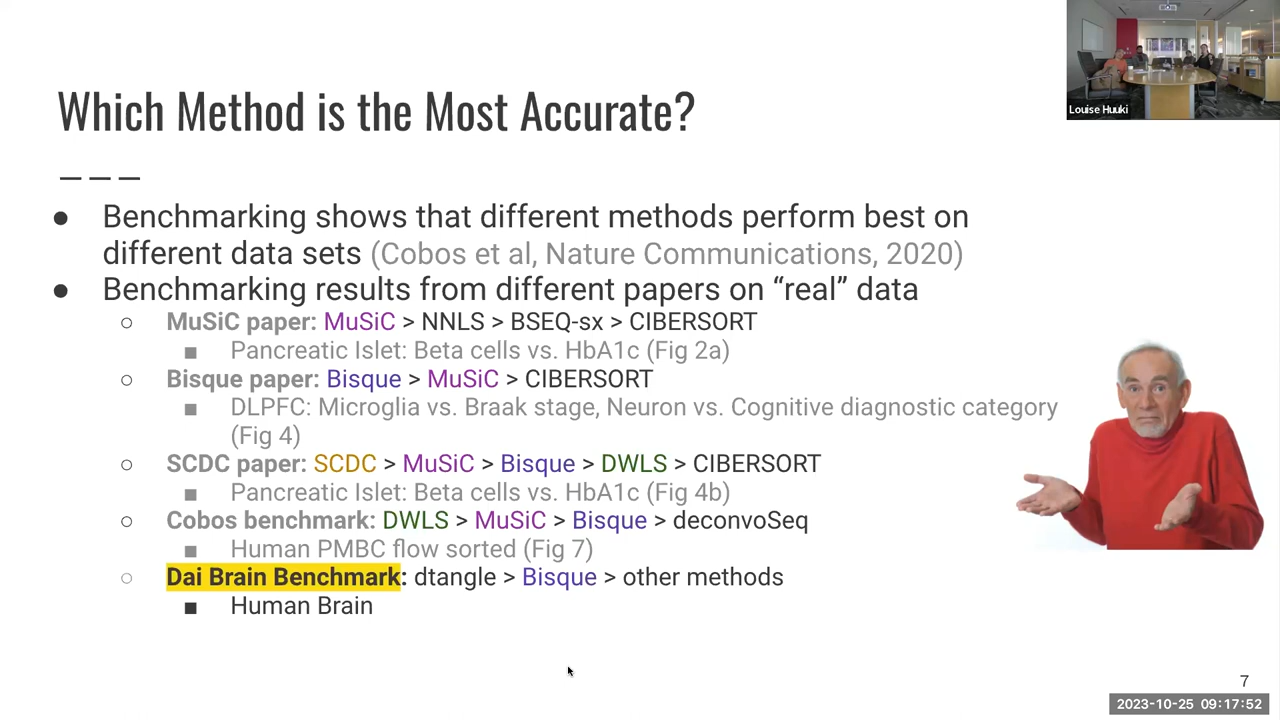 Louise Huuki
Which Method is the Most Accurate?
● Benchmarking shows that different methods perform best on
different data sets (Cobos et al, Nature Communications, 2020)
● Benchmarking results from different papers on “real” data
○ MuSiC paper: MuSiC > NNLS > BSEQ-sx > CIBERSORT
■ Pancreatic Islet: Beta cells vs. HbA1c (Fig 2a)
○ Bisque paper: Bisque > MuSiC > CIBERSORT
■ DLPFC: Microglia vs. Braak stage, Neuron vs. Cognitive diagnostic category
(Fig 4)
○ SCDC paper: SCDC > MuSiC > Bisque > DWLS > CIBERSORT
■ Pancreatic Islet: Beta cells vs. HbA1c (Fig 4b)
○ Cobos benchmark: DWLS > MuSiC > Bisque > deconvoSeq
■ Human PMBC flow sorted (Fig 7)
○ Dai Brain Benchmark: dtangle > Bisque > other methods
■ Human Brain
7
2023-10-25 09:17:52